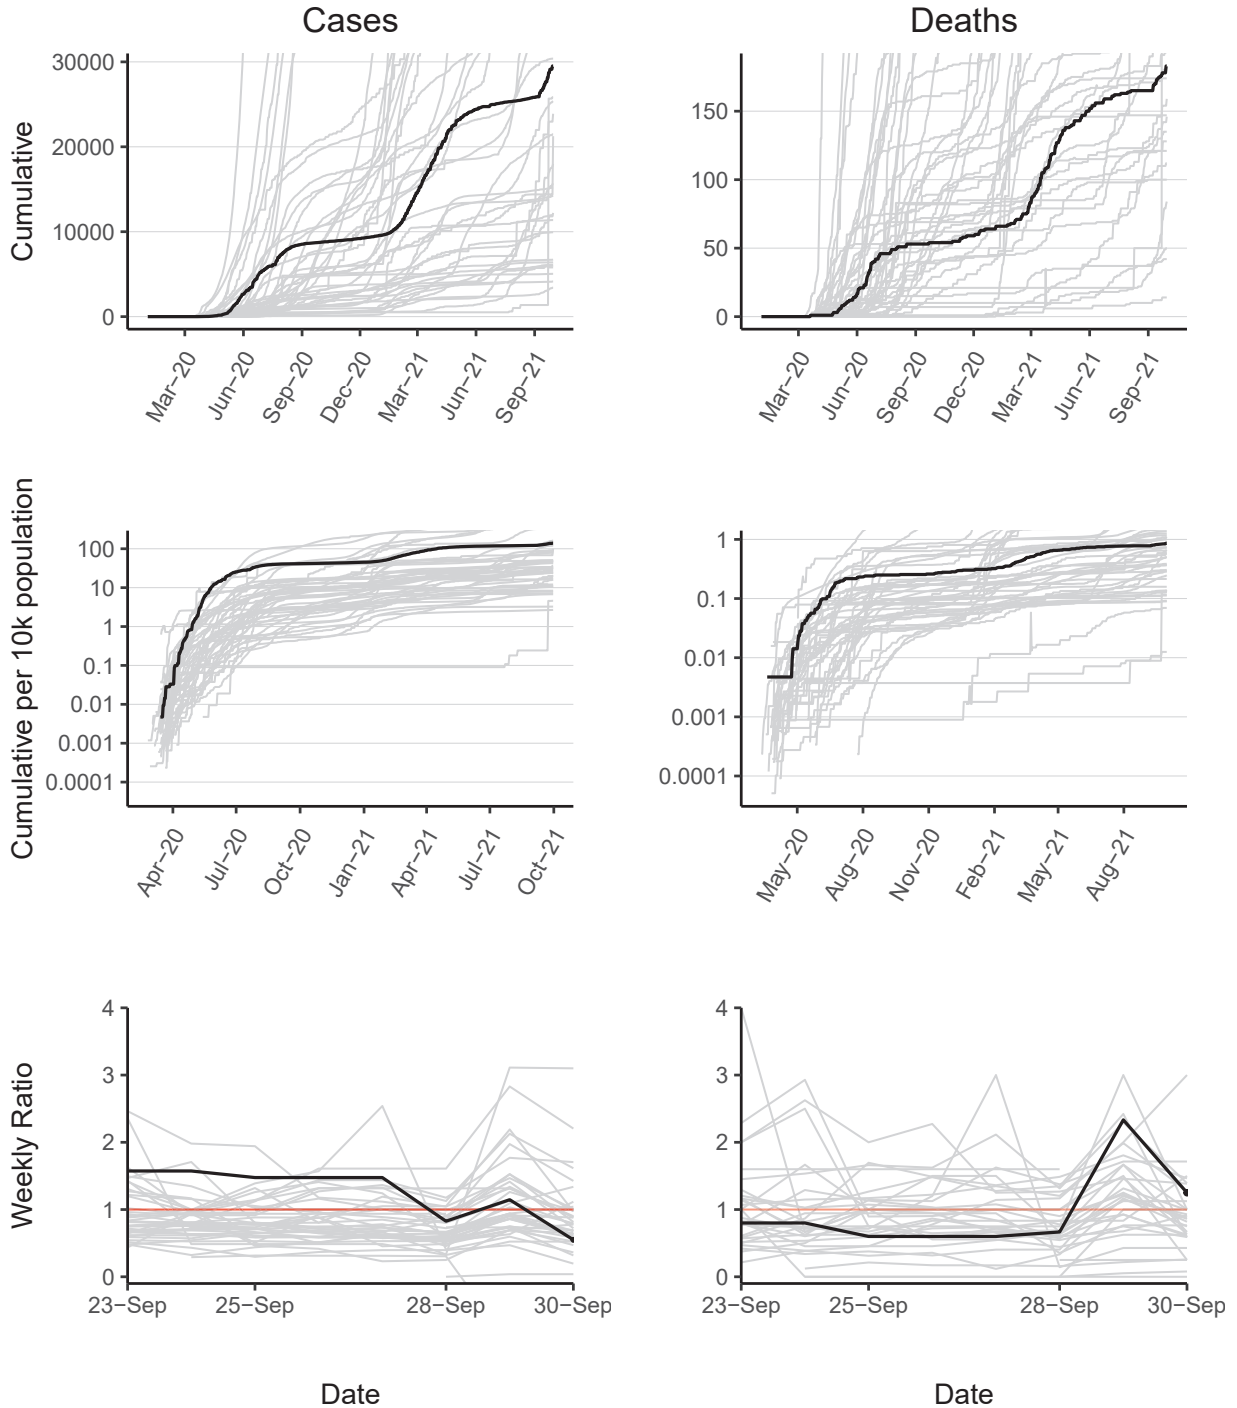 Cases
Deaths
Cumulative
30000
20000
10000
0
Mar−20
Jun−20
Sep−20
Dec−20
Mar−21
Jun−21
Sep−21
150
100
50
0
Mar−20
Jun−20
Sep−20
Dec−20
Mar−21
Jun−21
Sep−21
Cumulative per 10k population
100
10
1
0.1
0.01
0.001
0.0001
Apr−20
Jul−20
Oct−20
Jan−21
Apr−21
Jul−21
Oct−21
1
0.1
0.01
0.001
0.0001
May−20
Aug−20
Nov−20
Feb−21
May−21
Aug−21
Weekly Ratio
4
3
2
1
0
23−Sep
25−Sep
28−Sep
30−Sep
Date
4
3
2
1
0
23−Sep
25−Sep
28−Sep
30−Sep
Date